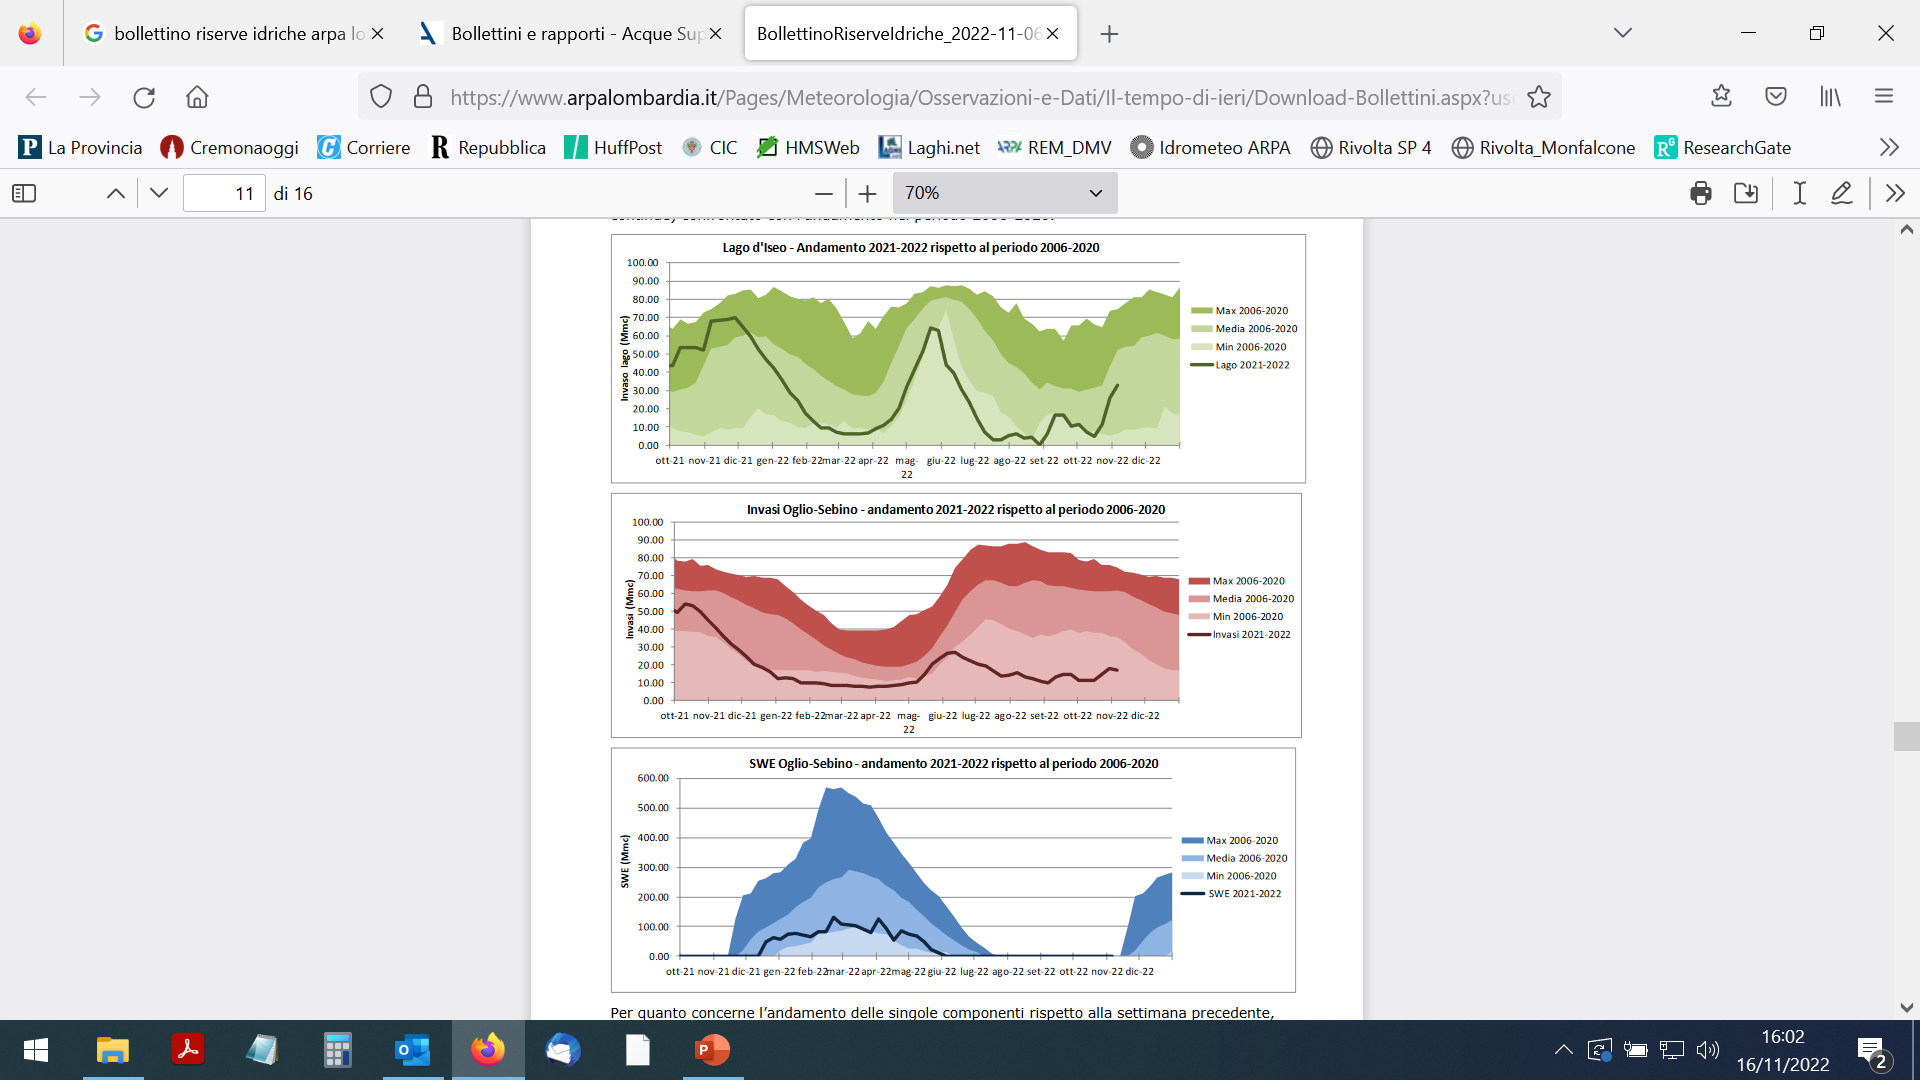 bollettino riserve idriche arpa lo
Bollettini e rapporti - Acque Sup
BollettinoRiserveIdriche_2022-11-06
https://www.arpalombardia.it/Pages/Meteorologia/Osservazioni-e-Dati/Il-tempo-di-ieri/Download-Bollettini.aspx?us
La Provincia Cremonaoggi Corriere Repubblica HuffPost CIC HMSWeb Laghi.net REM_DMV Idrometeo ARPA Rivolta SP 4 Rivolta_Monfalcone ResearchGate
11 di 16 70%
Lago d'Iseo - Andamento 2021-2022 rispetto al periodo 2006-2020
Invaso lago (Mmc)
100.00
90.00
80.00
70.00
60.00
50.00
40.00
30.00
20.00
10.00
0.00
ott-21 nov-21 dic-21 gen-22 feb-22 mar-22 apr-22 mag-22 giu-22 lug-22 ago-22 set-22 ott-22 nov-22 dic-22
Max 2006-2020
Media 2006-2020
Min 2006-2020
Lago 2021-2022
Invasi Oglio-Sebino - andamento 2021-2022 rispetto al periodo 2006-2020
Invasi (Mmc)
100.00
90.00
80.00
70.00
60.00
50.00
40.00
30.00
20.00
10.00
0.00
ott-21 nov-21 dic-21 gen-22 feb-22 mar-22 apr-22 mag-22 giu-22 lug-22 ago-22 set-22 ott-22 nov-22 dic-22
Max 2006-2020
Media 2006-2020
Min 2006-2020
Invasi 2021-2022
SWE Oglio-Sebino - andamento 2021-2022 rispetto al periodo 2006-2020
SWE (Mmc)
600.00
500.00
400.00
300.00
200.00
100.00
0.00
ott-21 nov-21 dic-21 gen-22 feb-22 mar-22 apr-22 mag-22 giu-22 lug-22 ago-22 set-22 ott-22 nov-22 dic-22
Max 2006-2020
Media 2006-2020
Min 2006-2020
SWE 2021-2022
Per quanto concerne l'andamento delle singole componenti rispetto alla settimana precedente,
16:02
16/11/2022
2